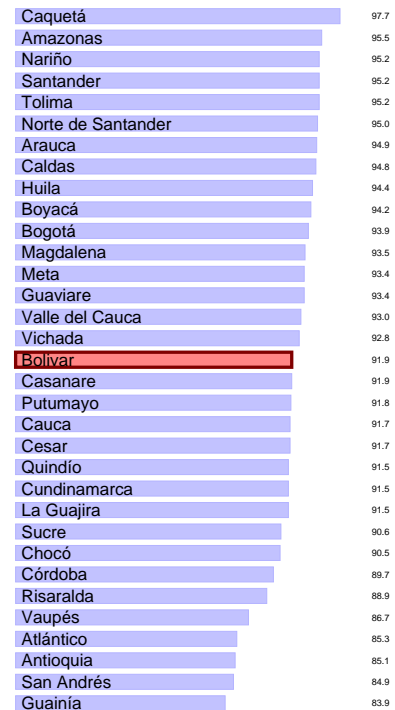 Caquetá 97.7
Amazonas 95.5
Nariño 95.2
Santander 95.2
Tolima 95.2
Norte de Santander 95.0
Arauca 94.9
Caldas 94.8
Huila 94.4
Boyacá 94.2
Bogotá 93.9
Magdalena 93.5
Meta 93.4
Guaviare 93.4
Valle del Cauca 93.0
Vichada 92.8
Bolivar 91.9
Casanare 91.9
Putumayo 91.8
Cauca 91.7
Cesar 91.7
Quindío 91.5
Cundinamarca 91.5
La Guajira 91.5
Sucre 90.6
Chocó 90.5
Córdoba 89.7
Risaralda 88.9
Vaupés 86.7
Atlántico 85.3
Antioquia 85.1
San Andrés 84.9
Guainía 83.9